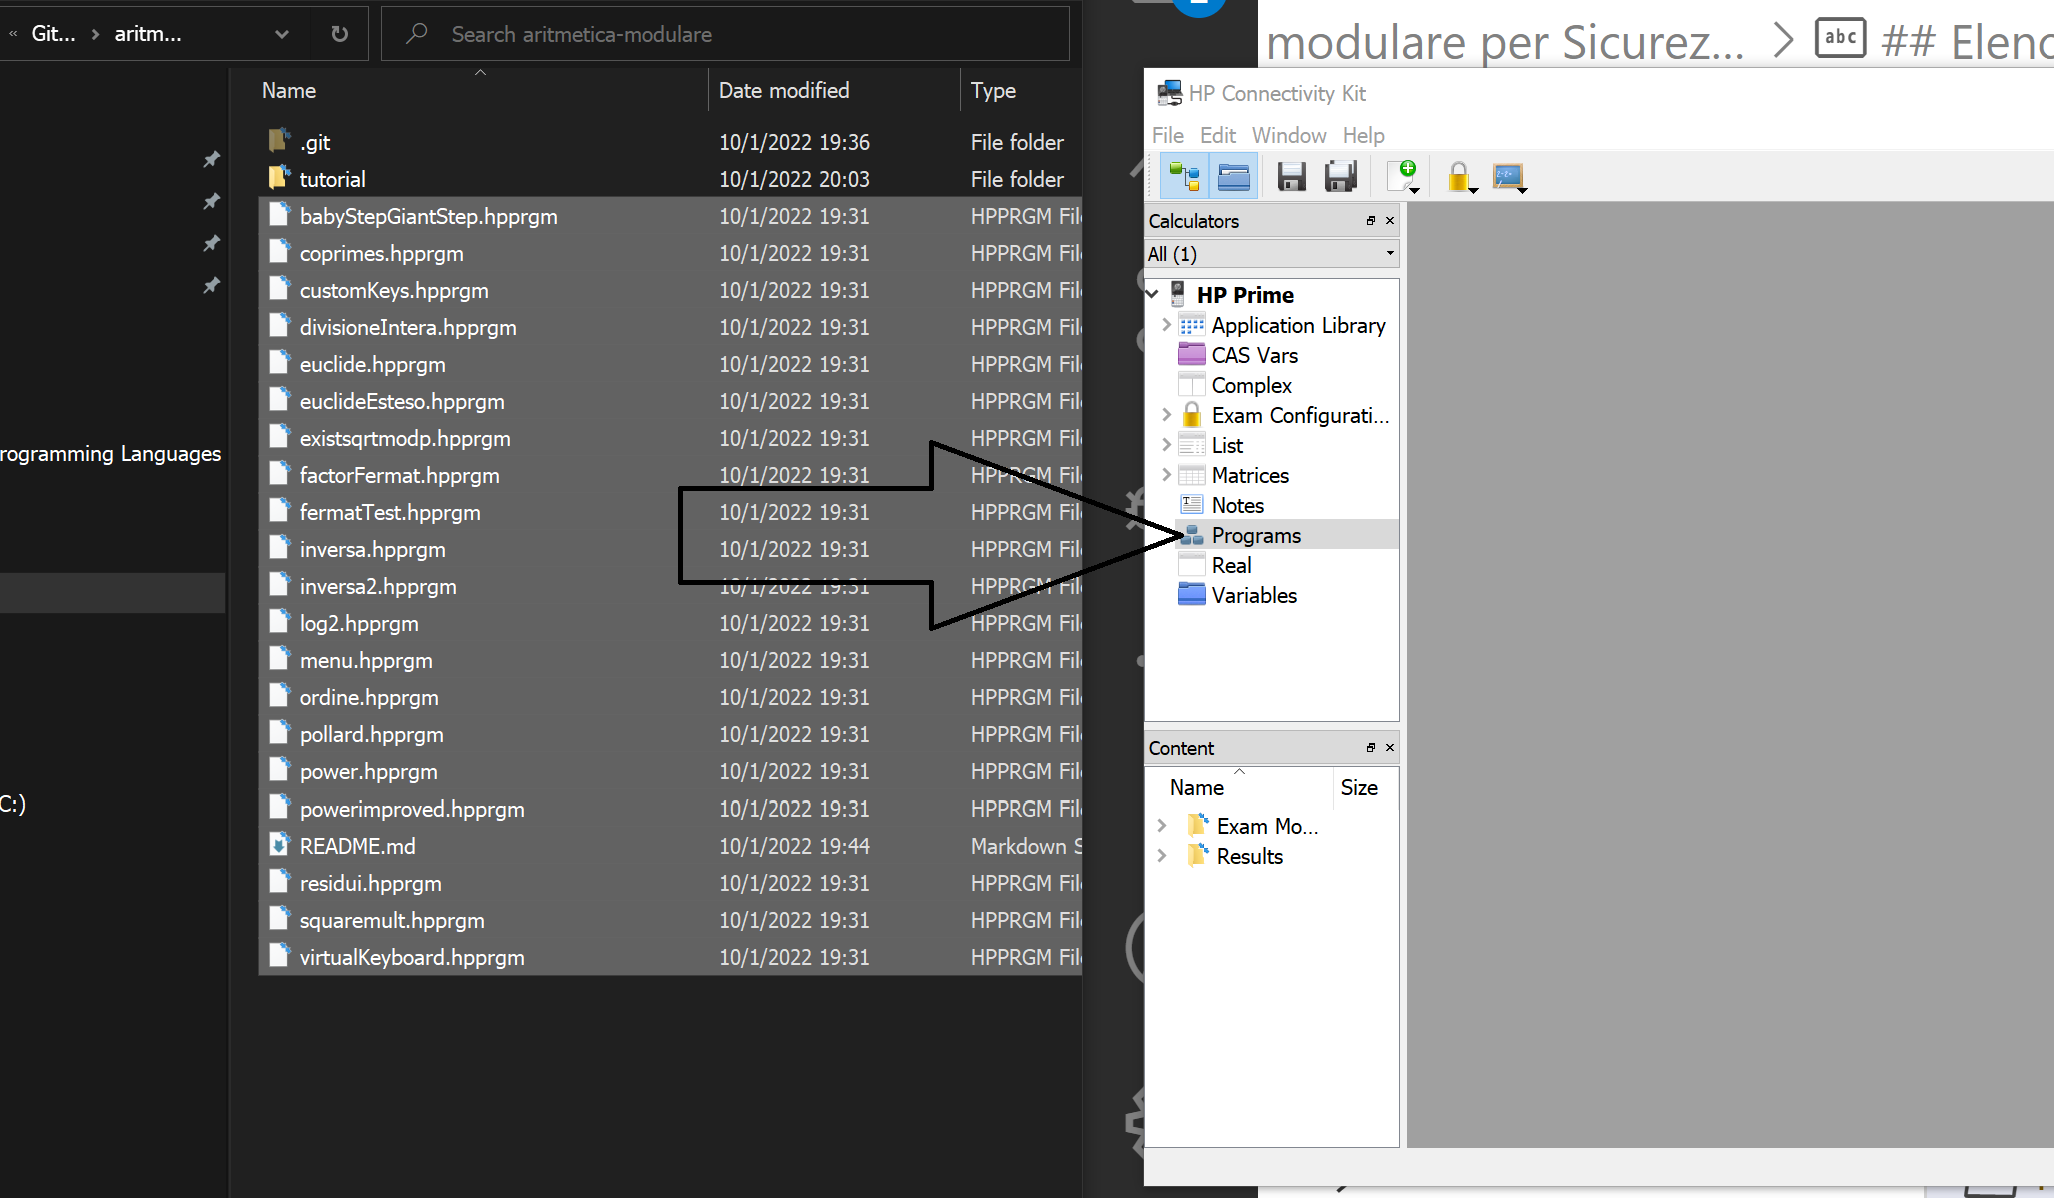 « Git... > aritm...
Search aritmetica-modulare
Name Date modified Type
.git 10/1/2022 19:36 File folder
tutorial 10/1/2022 20:03 File folder
babyStepGiantStep.hpprgm 10/1/2022 19:31 HPPRGM Fil
coprimes.hpprgm 10/1/2022 19:31 HPPRGM Fil
customKeys.hpprgm 10/1/2022 19:31 HPPRGM Fil
divisioneIntera.hpprgm 10/1/2022 19:31 HPPRGM Fil
euclide.hpprgm 10/1/2022 19:31 HPPRGM Fil
euclideEsteso.hpprgm 10/1/2022 19:31 HPPRGM Fil
existsqrtmodp.hpprgm 10/1/2022 19:31 HPPRGM Fil
factorFermat.hpprgm 10/1/2022 19:31 HPPRGM Fil
fermatTest.hpprgm 10/1/2022 19:31 HPPRGM Fil
inversa.hpprgm 10/1/2022 19:31 HPPRGM Fil
inversa2.hpprgm 10/1/2022 19:31 HPPRGM Fil
log2.hpprgm 10/1/2022 19:31 HPPRGM Fil
menu.hpprgm 10/1/2022 19:31 HPPRGM Fil
ordine.hpprgm 10/1/2022 19:31 HPPRGM Fil
pollard.hpprgm 10/1/2022 19:31 HPPRGM Fil
power.hpprgm 10/1/2022 19:31 HPPRGM Fil
powerimproved.hpprgm 10/1/2022 19:31 HPPRGM Fil
README.md 10/1/2022 19:44 Markdown S
residui.hpprgm 10/1/2022 19:31 HPPRGM Fil
squaremult.hpprgm 10/1/2022 19:31 HPPRGM Fil
virtualKeyboard.hpprgm 10/1/2022 19:31 HPPRGM Fil
rogramming Languages
C:)
modulare per Sicurez... > abc ## Elenc
HP Connectivity Kit
File Edit Window Help
Calculators
All (1)
HP Prime
Application Library
CAS Vars
Complex
Exam Configurati...
List
Matrices
Notes
Programs
Real
Variables
Content
Name Size
Exam Mo...
Results